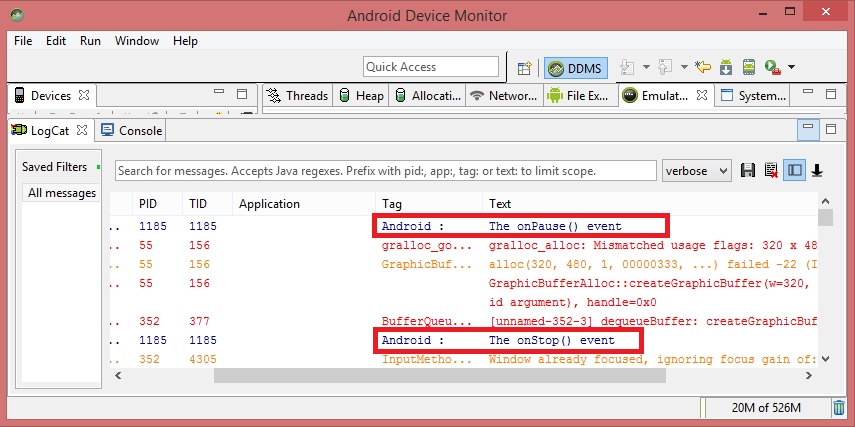 Android Device Monitor
File Edit Run Window Help
Quick Access
DDMS
Devices
Threads Heap Allocati... Networ... File Ex... Emulat... System...
LogCat Console
Saved Filters
Search for messages. Accepts Java regexes. Prefix with pid:, app:, tag: or text: to limit scope.
verbose
All messages
PID TID Application Tag Text
.. 1185 1185 Android : The onPause() event
.. 55 156 gralloc_go... gralloc_alloc: Mismatched usage flags: 320 x 48
.. 55 156 GraphicBuf... alloc(320, 480, 1, 00000333, ...) failed -22 (I
.. 55 156 GraphicBufferAlloc::createGraphicBuffer(w=320,
id argument), handle=0x0
.. 352 377 BufferQueu... [unnamed-352-3] dequeueBuffer: createGraphicBuf
.. 1185 1185 Android : The onStop() event
.. 352 4305 InputMetho... Window already focused, ignoring focus gain of:
20M of 526M